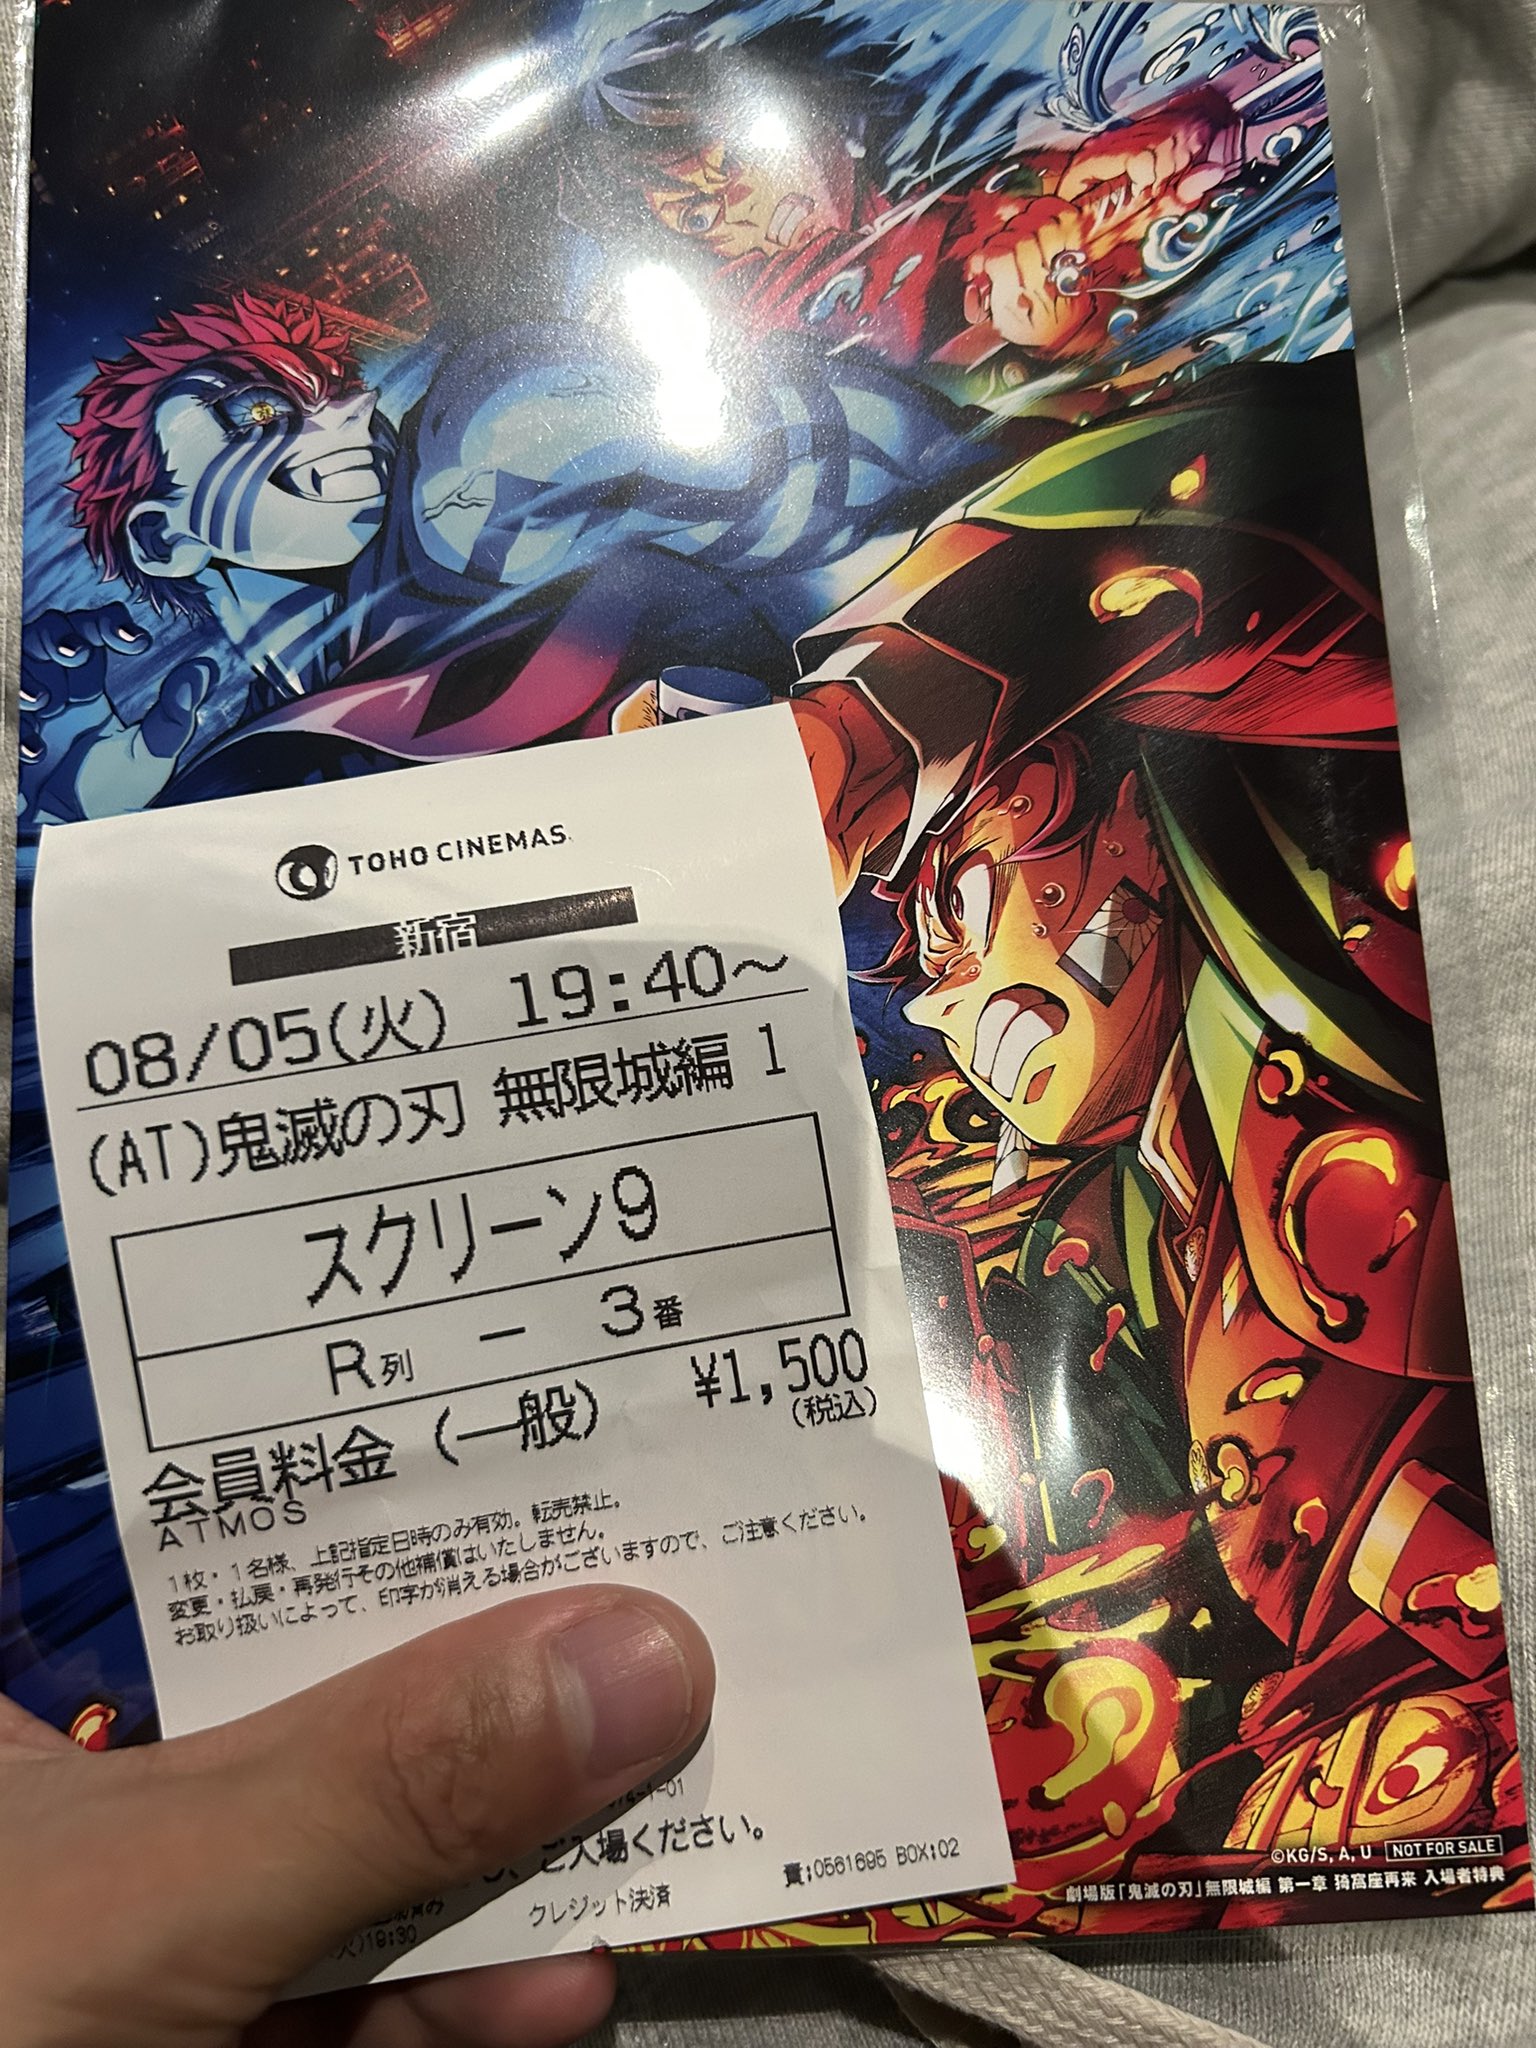 TOHO CINEMAS
新宿
08/05(火) 19:40～
(AT)鬼滅の刃 無限城編 1
スクリーン9
R列 － 3番
会員料金(一般) ¥1,500
(税込)
ATMOS
1枚・1名様、上記指定日時のみ有効。転売禁止。
変更・払戻・再発行その他補償はいたしません。
お取り扱いによって、印字が消える場合がございますので、ご注意ください。
-1-01
ご入場ください。
責:0561695 BOX:02
クレジット決済
©KG/S, A, U NOT FOR SALE
劇場版「鬼滅の刃」無限城編 第一章 猗窩座再来 入場者特典